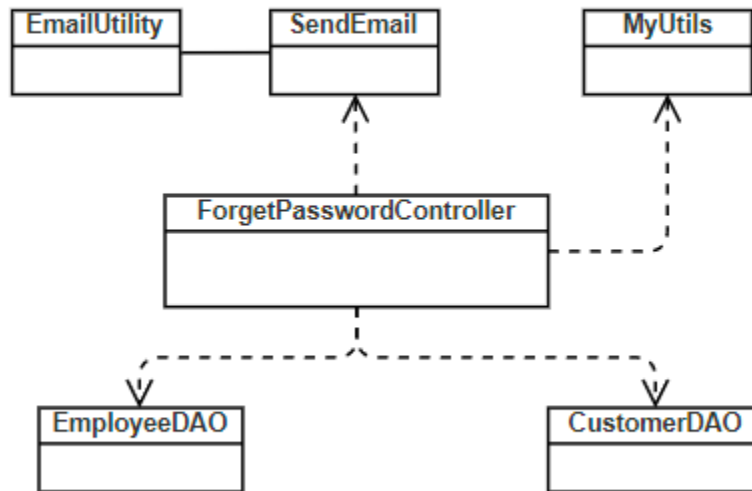 EmailUtility
SendEmail
MyUtils
ForgetPasswordController
EmployeeDAO
CustomerDAO